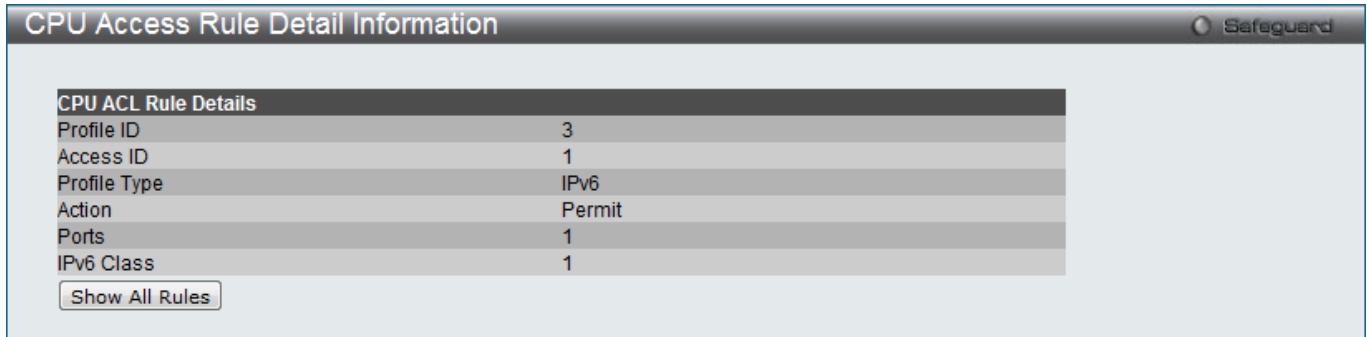 CPU Access Rule Detail Information
Safeguard
CPU ACL Rule Details
Profile ID 3
Access ID 1
Profile Type IPv6
Action Permit
Ports 1
IPv6 Class 1
Show All Rules